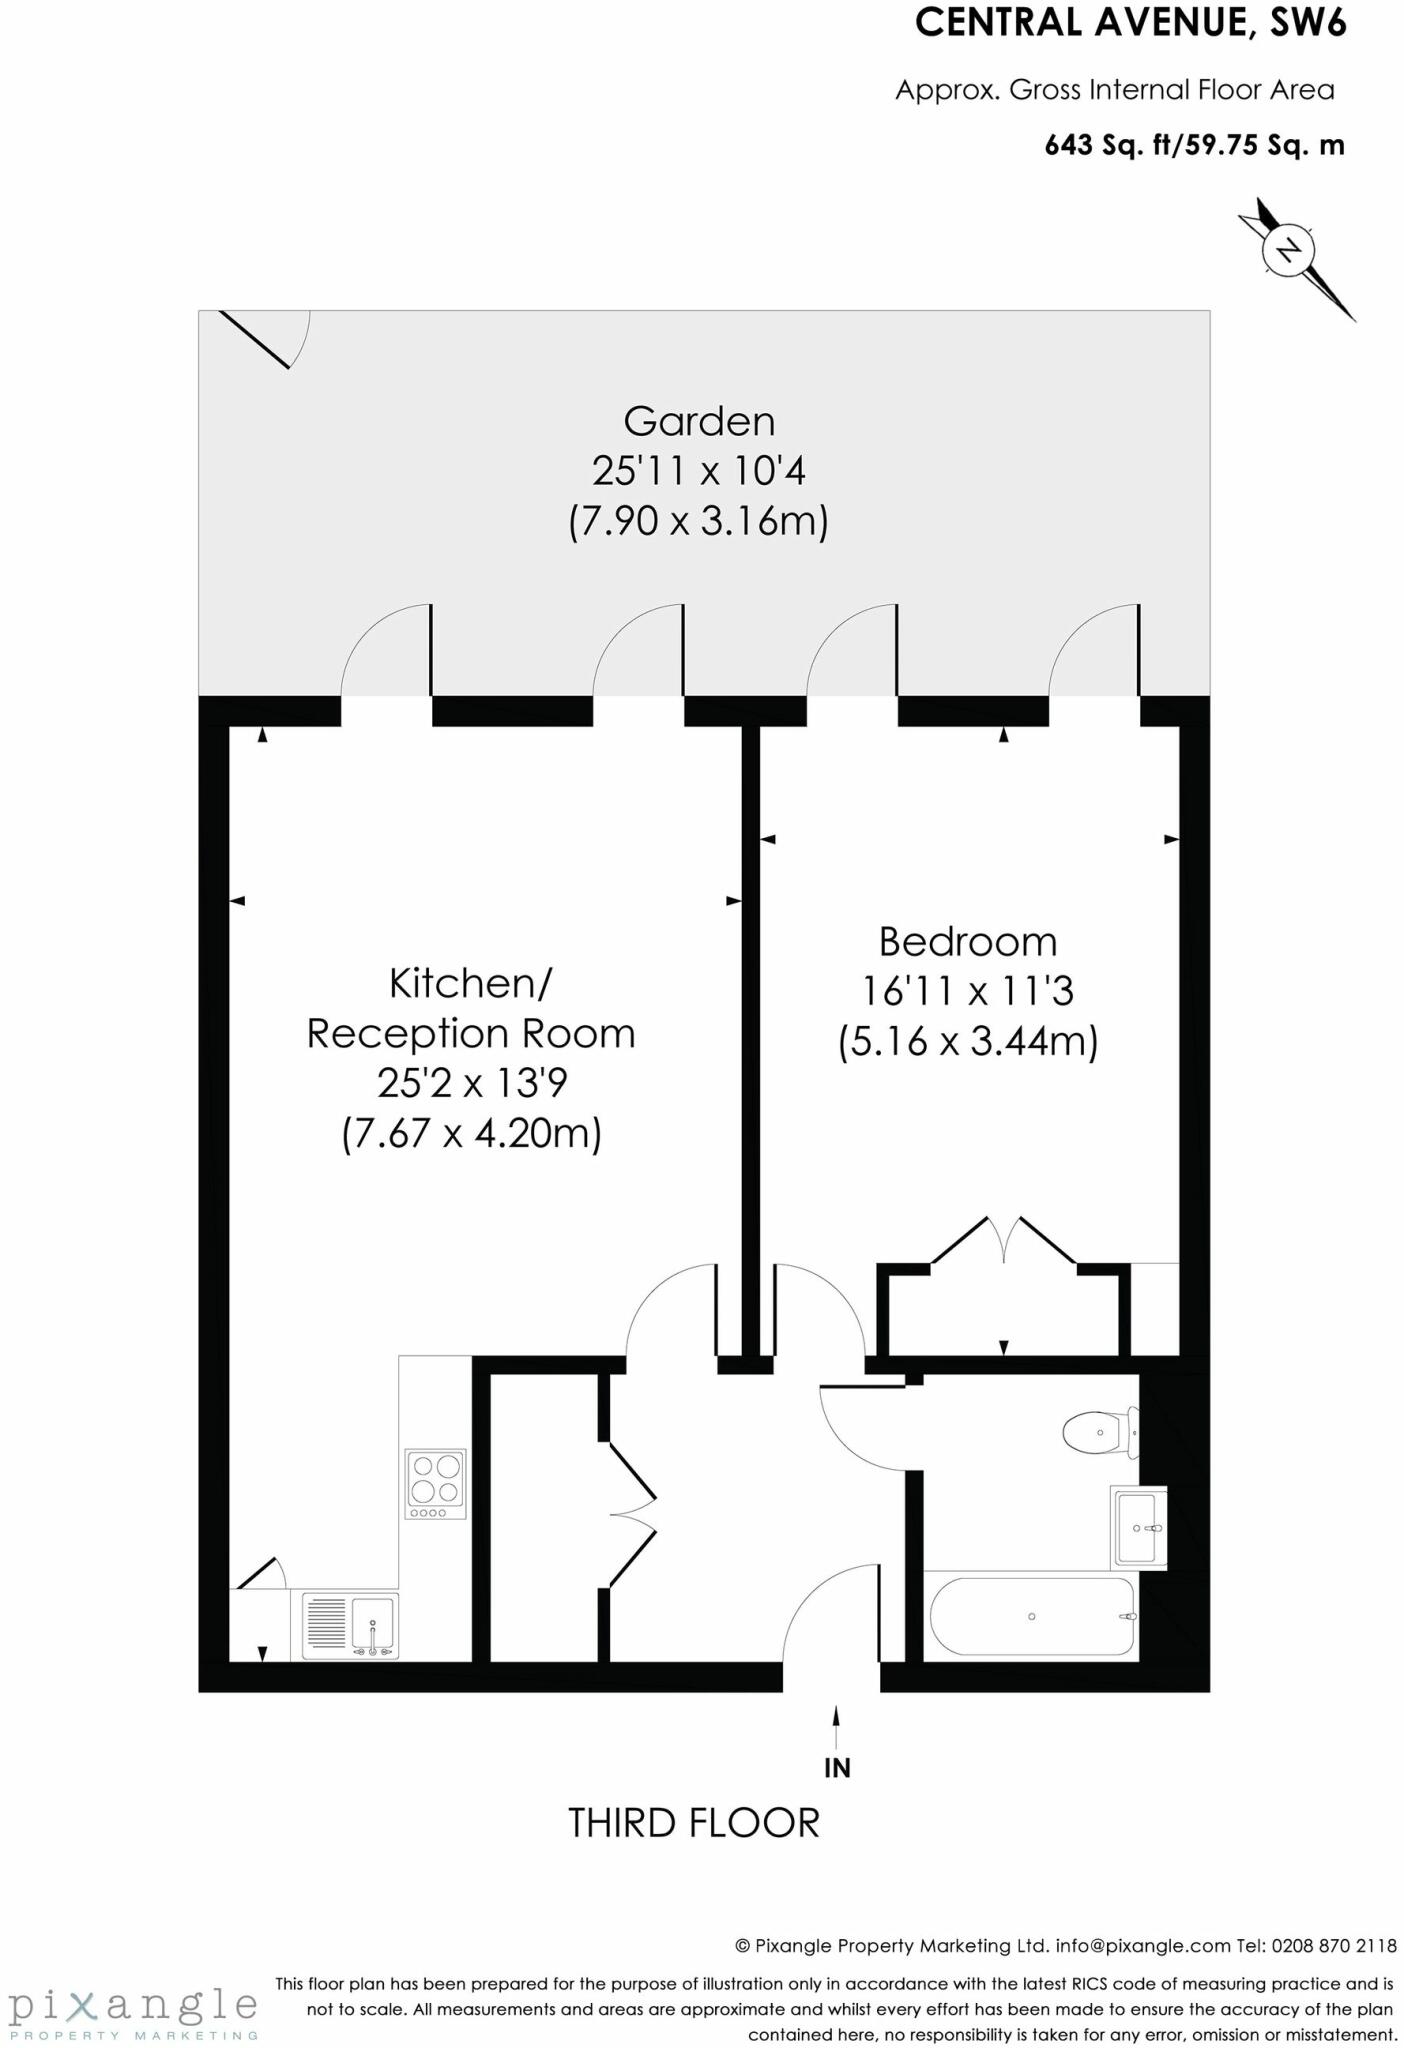 CENTRAL AVENUE, SW6
Approx. Gross Internal Floor Area
643 Sq. ft/59.75 Sq. m
N
Garden
25'11 x 10'4
(7.90 x 3.16m)
Bedroom
16'11 x 11'3
(5.16 x 3.44m)
Kitchen/
Reception Room
25'2 x 13'9
(7.67 x 4.20m)
IN
THIRD FLOOR
© Pixangle Property Marketing Ltd. info@pixangle.com Tel: 0208 870 2118
pixangle
PROPERTY MARKETING
This floor plan has been prepared for the purpose of illustration only in accordance with the latest RICS code of measuring practice and is
not to scale. All measurements and areas are approximate and whilst every effort has been made to ensure the accuracy of the plan
contained here, no responsibility is taken for any error, omission or misstatement.